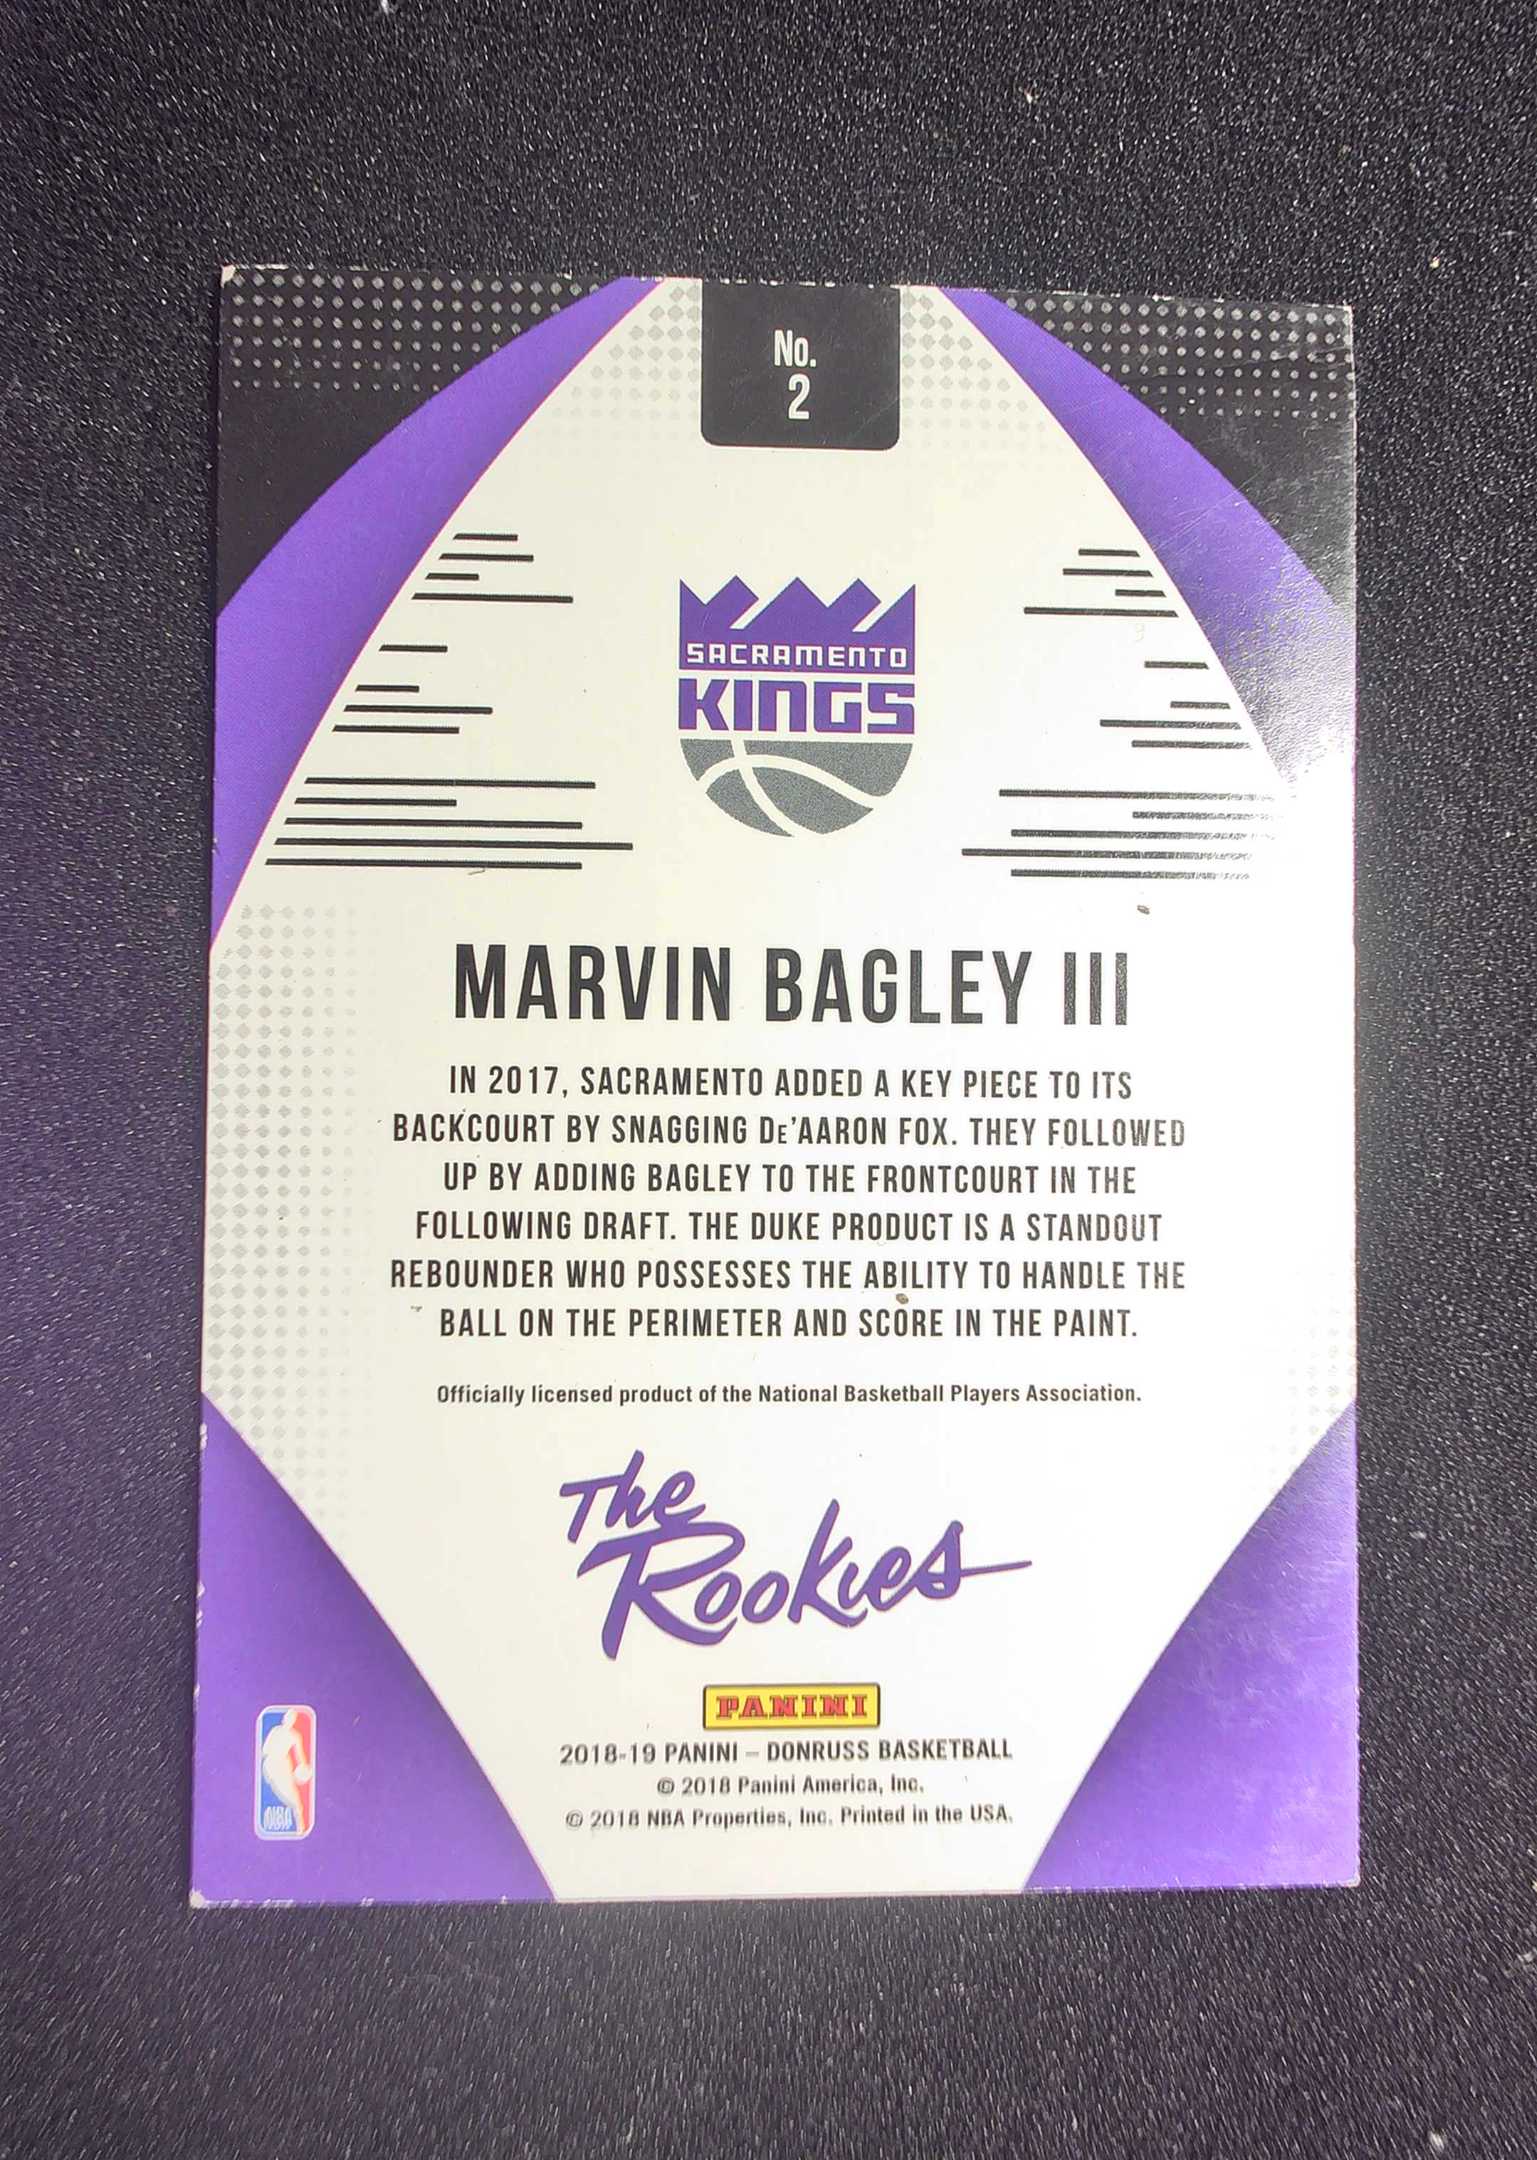 No.
2
SACRAMENTO
KINGS
MARVIN BAGLEY III
IN 2017, SACRAMENTO ADDED A KEY PIECE TO ITS
BACKCOURT BY SNAGGING De'AARON FOX. THEY FOLLOWED
UP BY ADDING BAGLEY TO THE FRONTCOURT IN THE
FOLLOWING DRAFT. THE DUKE PRODUCT IS A STANDOUT
REBOUNDER WHO POSSESSES THE ABILITY TO HANDLE THE
BALL ON THE PERIMETER AND SCORE IN THE PAINT.
Officially licensed product of the National Basketball Players Association.
The
Rookies
PANINI
2018-19 PANINI – DONRUSS BASKETBALL
© 2018 Panini America, Inc.
© 2018 NBA Properties, Inc. Printed in the USA.
NBA